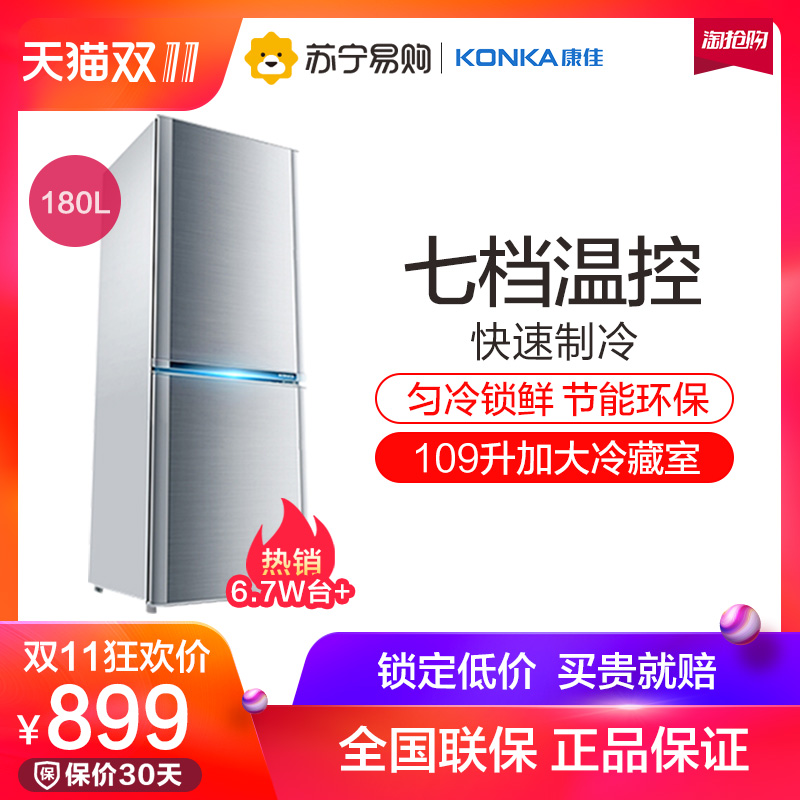 天猫双11
苏宁易购
KONKA康佳
淘抢购
180L
七档温控
快速制冷
匀冷锁鲜 节能环保
109升加大冷藏室
热销
6.7W台+
双11狂欢价
¥899
保 保价30天
锁定低价 买贵就赔
全国联保 正品保证